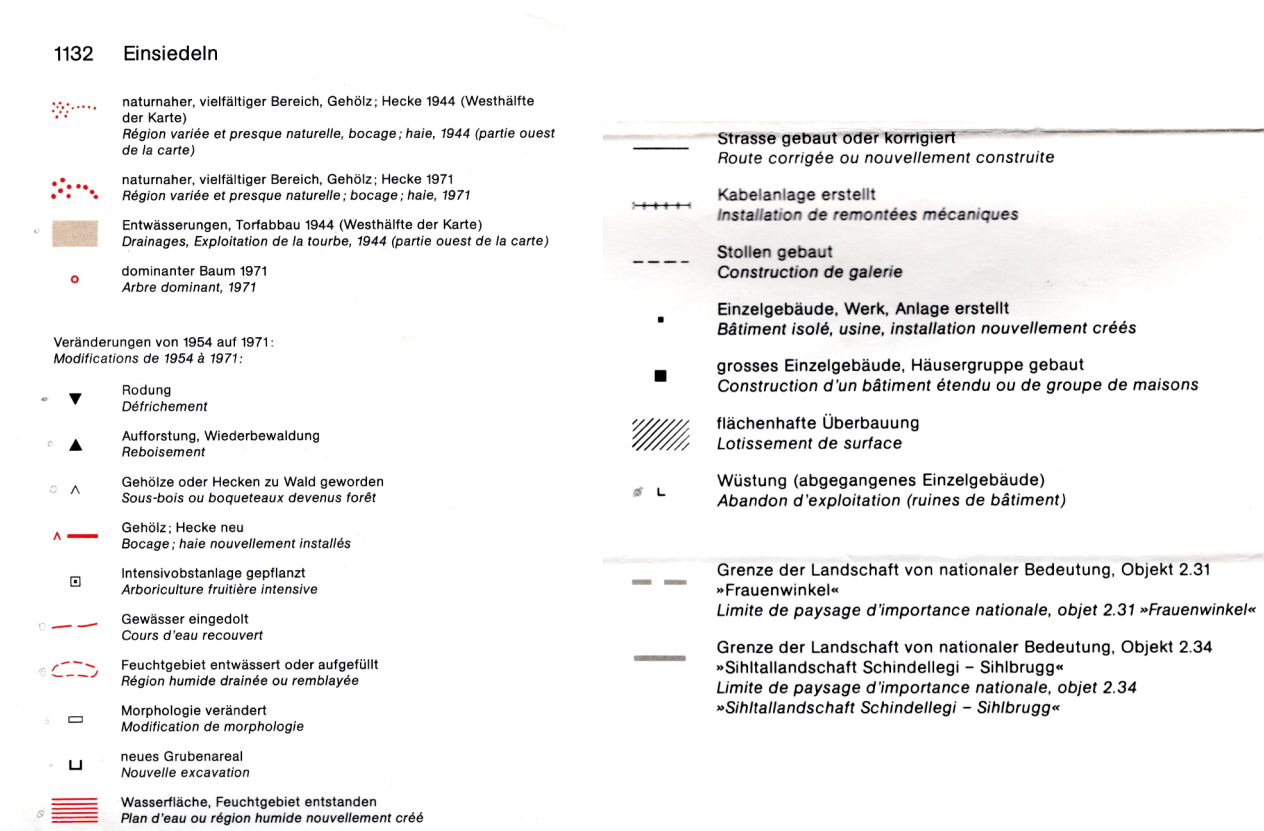 1132 Einsiedeln
naturnaher, vielfältiger Bereich, Gehölz; Hecke 1944 (Westhälfte
der Karte)
Région variée et presque naturelle, bocage; haie, 1944 (partie ouest
de la carte)
naturnaher, vielfältiger Bereich, Gehölz; Hecke 1971
Région variée et presque naturelle; bocage; haie, 1971
Entwässerungen, Torfabbau 1944 (Westhälfte der Karte)
Drainages, Exploitation de la tourbe, 1944 (partie ouest de la carte)
dominanter Baum 1971
Arbre dominant, 1971
Veränderungen von 1954 auf 1971:
Modifications de 1954 à 1971:
Rodung
Défrichement
Aufforstung, Wiederbewaldung
Reboisement
Gehölze oder Hecken zu Wald geworden
Sous-bois ou boqueteaux devenus forêt
Gehölz; Hecke neu
Bocage; haie nouvellement installés
Intensivobstanlage gepflanzt
Arboriculture fruitière intensive
Gewässer eingedolt
Cours d'eau recouvert
Feuchtgebiet entwässert oder aufgefüllt
Région humide drainée ou remblayée
Morphologie verändert
Modification de morphologie
neues Grubenareal
Nouvelle excavation
Wasserfläche, Feuchtgebiet entstanden
Plan d'eau ou région humide nouvellement créé
Strasse gebaut oder korrigiert
Route corrigée ou nouvellement construite
Kabelanlage erstellt
Installation de remontées mécaniques
Stollen gebaut
Construction de galerie
Einzelgebäude, Werk, Anlage erstellt
Bâtiment isolé, usine, installation nouvellement créés
grosses Einzelgebäude, Häusergruppe gebaut
Construction d'un bâtiment étendu ou de groupe de maisons
flächenhafte Überbauung
Lotissement de surface
Wüstung (abgegangenes Einzelgebäude)
Abandon d'exploitation (ruines de bâtiment)
Grenze der Landschaft von nationaler Bedeutung, Objekt 2.31
»Frauenwinkel«
Limite de paysage d'importance nationale, objet 2.31 »Frauenwinkel«
Grenze der Landschaft von nationaler Bedeutung, Objekt 2.34
»Sihltallandschaft Schindellegi – Sihlbrugg«
Limite de paysage d'importance nationale, objet 2.34
»Sihltallandschaft Schindellegi – Sihlbrugg«